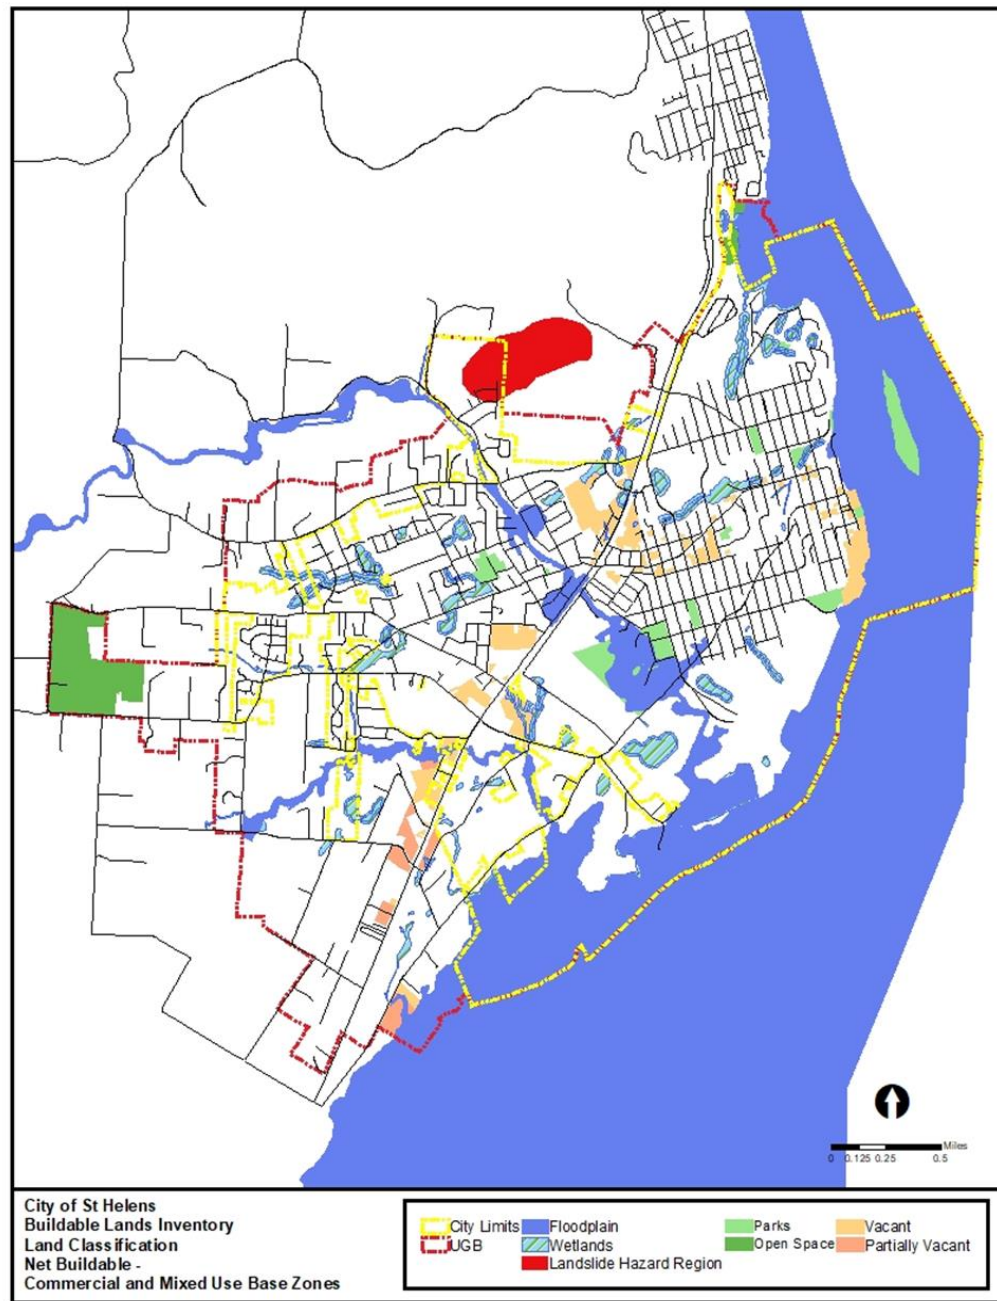 Miles
0 0.125 0.25 0.5
City of St Helens
Buildable Lands Inventory
Land Classification
Net Buildable -
Commercial and Mixed Use Base Zones
City Limits Floodplain Parks Vacant
UGB Wetlands Open Space Partially Vacant
Landslide Hazard Region